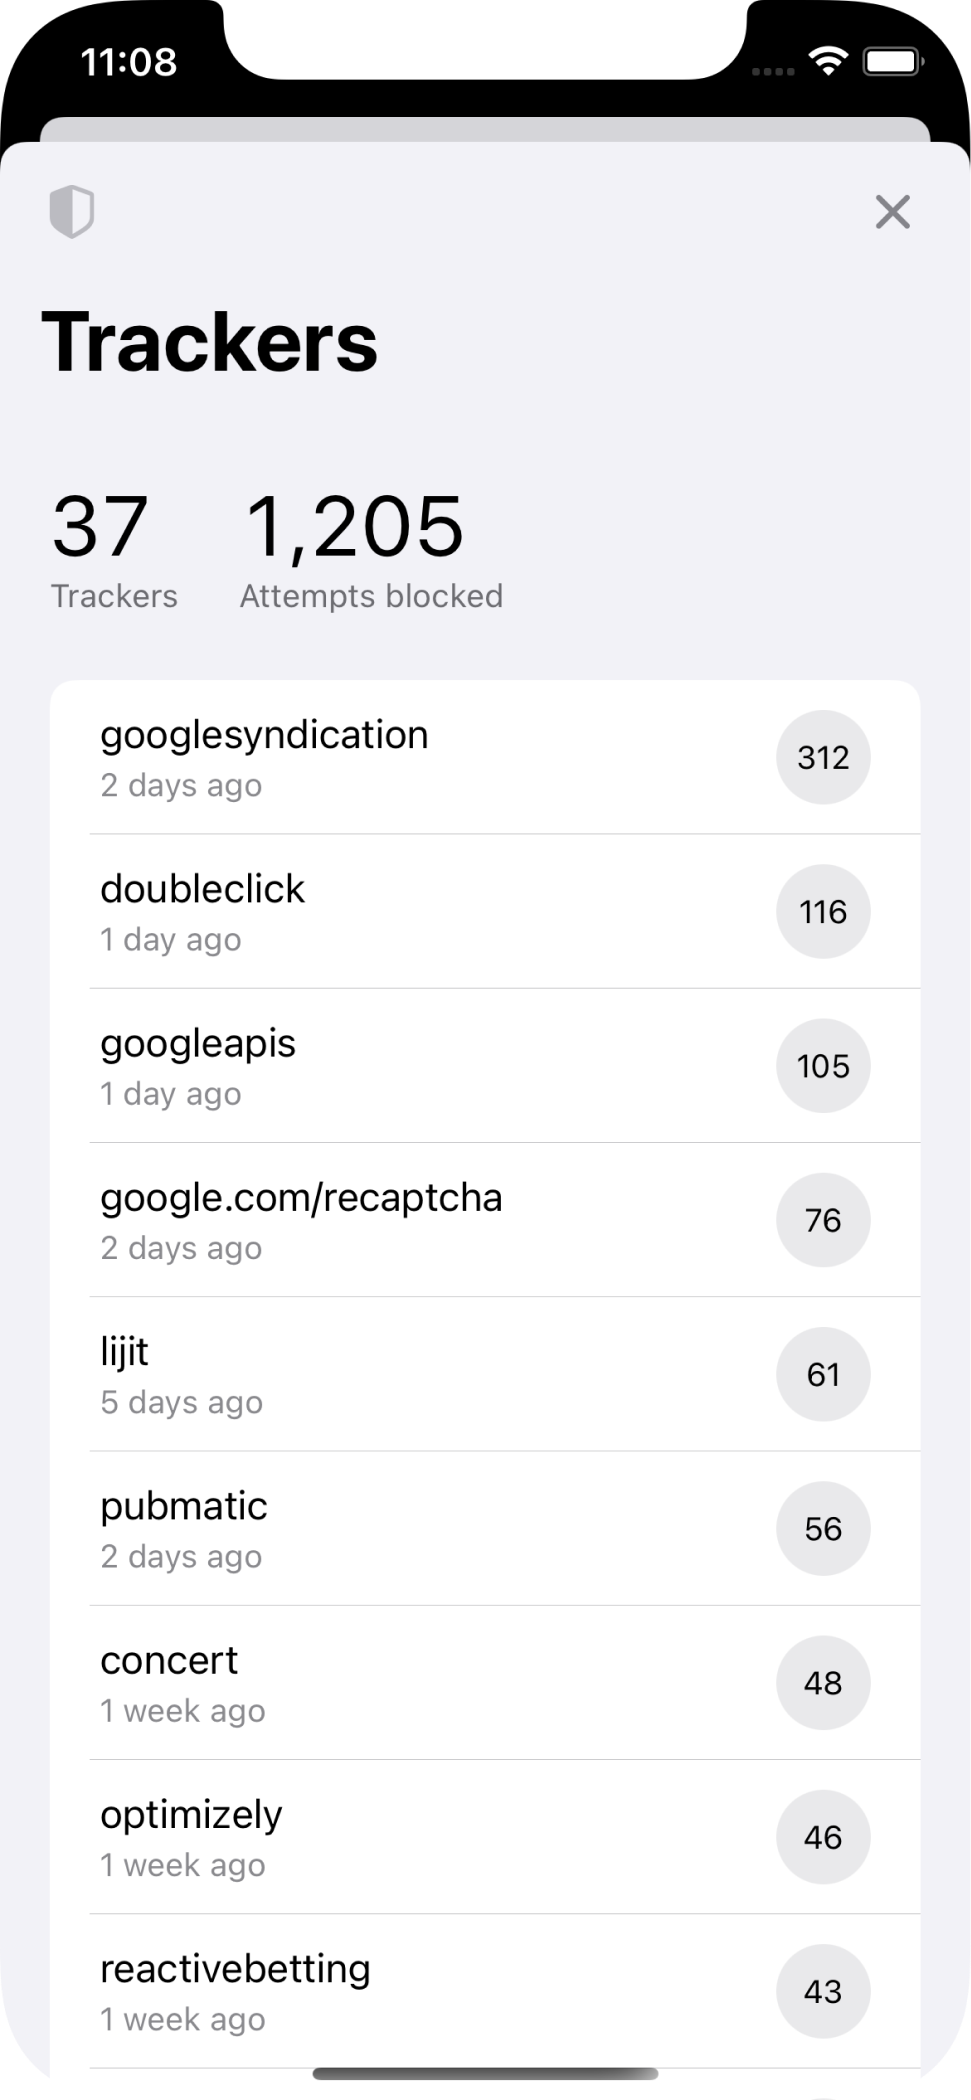 11:08
Trackers
37 1,205
Trackers Attempts blocked
googlesyndication
2 days ago
312
doubleclick
1 day ago
116
googleapis
1 day ago
105
google.com/recaptcha
2 days ago
76
lijit
5 days ago
61
pubmatic
2 days ago
56
concert
1 week ago
48
optimizely
1 week ago
46
reactivebetting
1 week ago
43